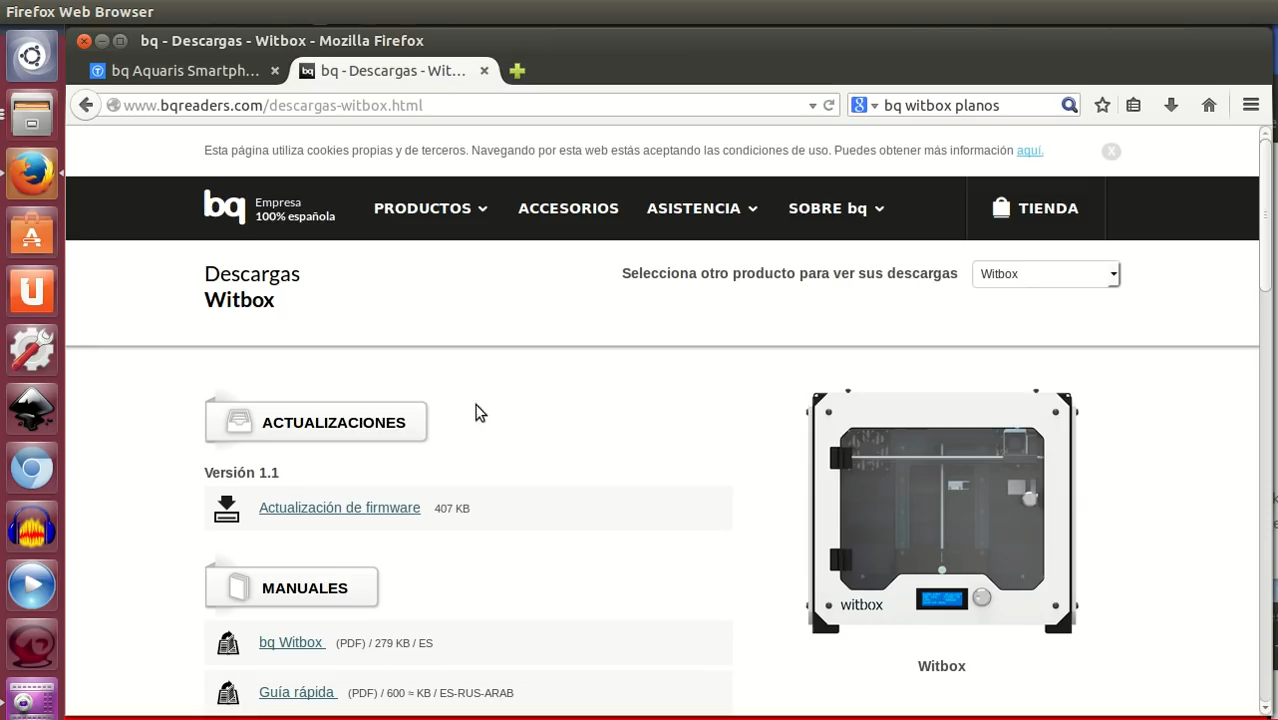 Firefox Web Browser
bq - Descargas - Witbox - Mozilla Firefox
bq Aquaris Smartph...
bq - Descargas - Wit...
www.bqreaders.com/descargas-witbox.html
bq witbox planos
Esta página utiliza cookies propias y de terceros. Navegando por esta web estás aceptando las condiciones de uso. Puedes obtener más información aquí.
X
bq
Empresa
100% española
PRODUCTOS
ACCESORIOS
ASISTENCIA
SOBRE bq
TIENDA
Descargas
Witbox
Selecciona otro producto para ver sus descargas
Witbox
ACTUALIZACIONES
Versión 1.1
Actualización de firmware 407 KB
MANUALES
bq Witbox (PDF) / 279 KB / ES
Guía rápida (PDF) / 600 ≈ KB / ES-RUS-ARAB
witbox
Witbox